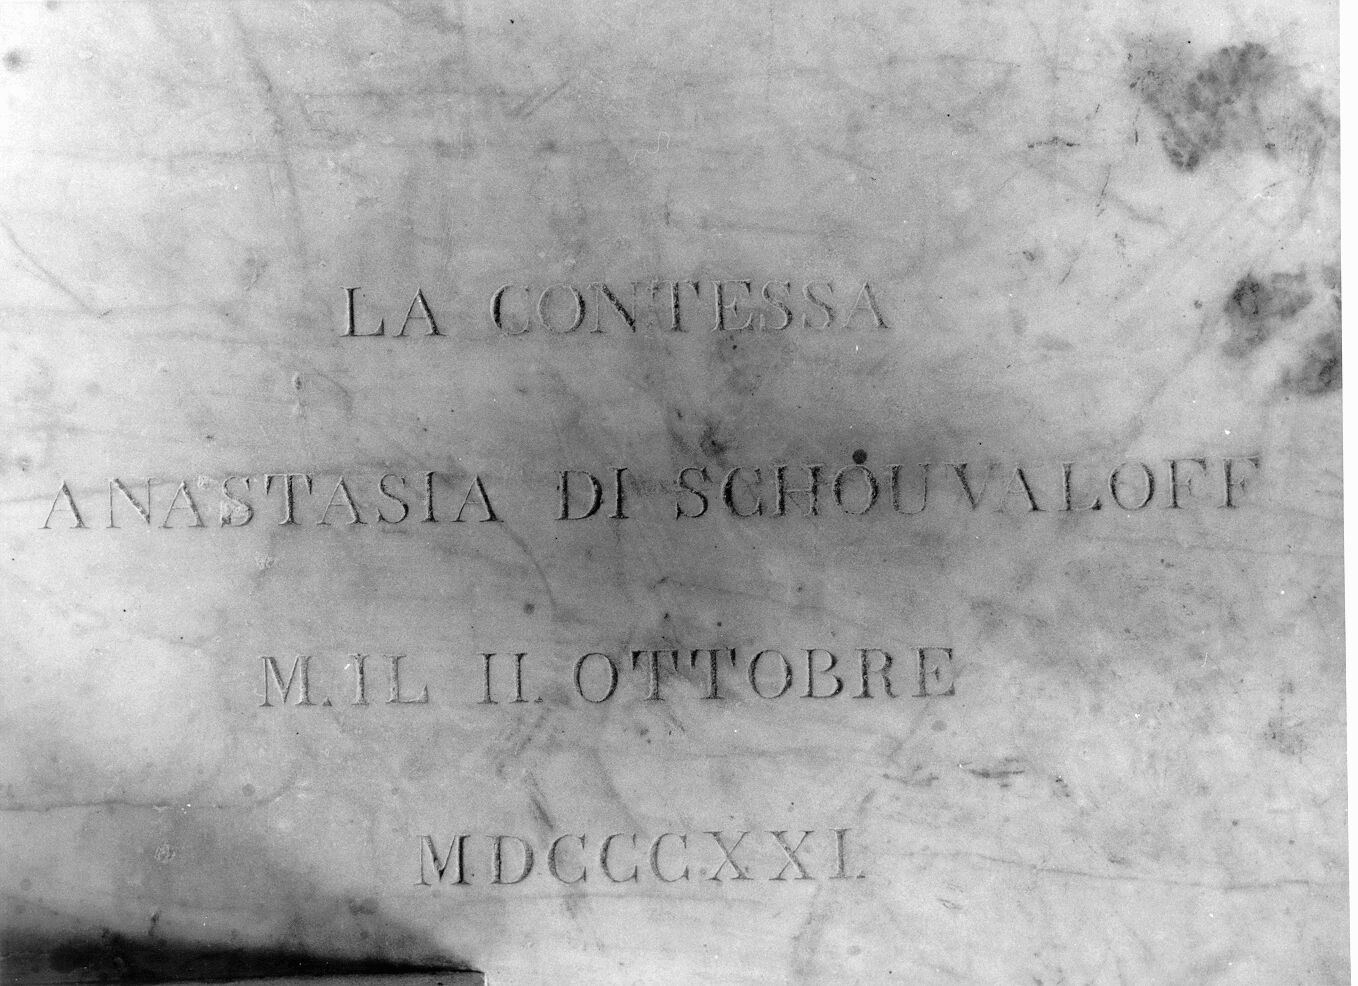 LA CONTESSA
ANASTASIA DI SCHOUVALOFF
M. IL II. OTTOBRE
MDCCCXXI.